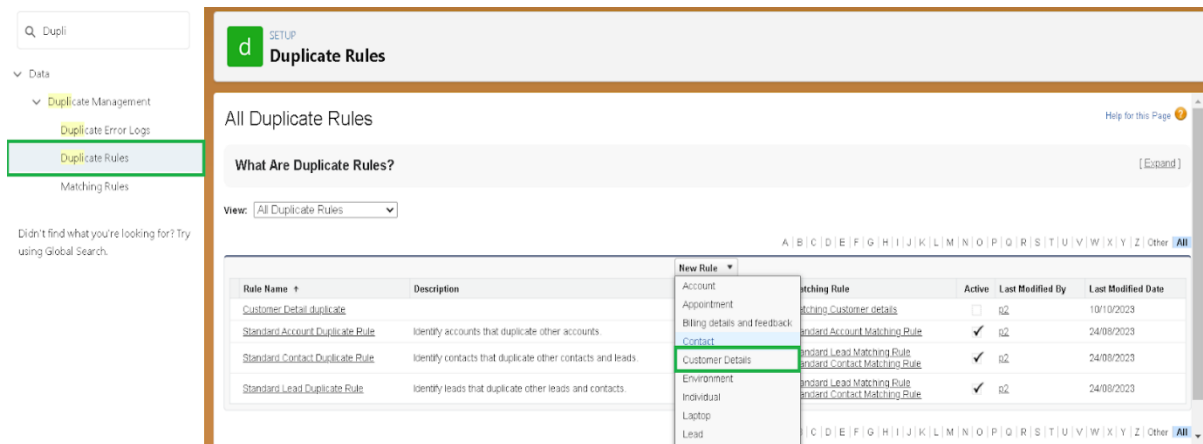 Dupli
Data
Duplicate Management
Duplicate Error Logs
Duplicate Rules
Matching Rules
Didn't find what you're looking for? Try
using Global Search.
d
SETUP
Duplicate Rules
All Duplicate Rules
Help for this Page ?
What Are Duplicate Rules?
[ Expand ]
View: All Duplicate Rules
A | B | C | D | E | F | G | H | I | J | K | L | M | N | O | P | Q | R | S | T | U | V | W | X | Y | Z | Other All
New Rule
Account
Appointment
Billing details and feedback
Contact
Customer Details
Environment
Individual
Laptop
Lead
Rule Name ↑ Description atching Rule Active Last Modified By Last Modified Date
Customer Detail duplicate atching Customer details p2 10/10/2023
Standard Account Duplicate Rule Identify accounts that duplicate other accounts. andard Account Matching Rule ✓ p2 24/08/2023
Standard Contact Duplicate Rule Identify contacts that duplicate other contacts and leads. andard Lead Matching Rule ✓ p2 24/08/2023
andard Contact Matching Rule
Standard Lead Duplicate Rule Identify leads that duplicate other leads and contacts. andard Lead Matching Rule ✓ p2 24/08/2023
andard Contact Matching Rule
C | D | E | F | G | H | I | J | K | L | M | N | O | P | Q | R | S | T | U | V | W | X | Y | Z | Other All